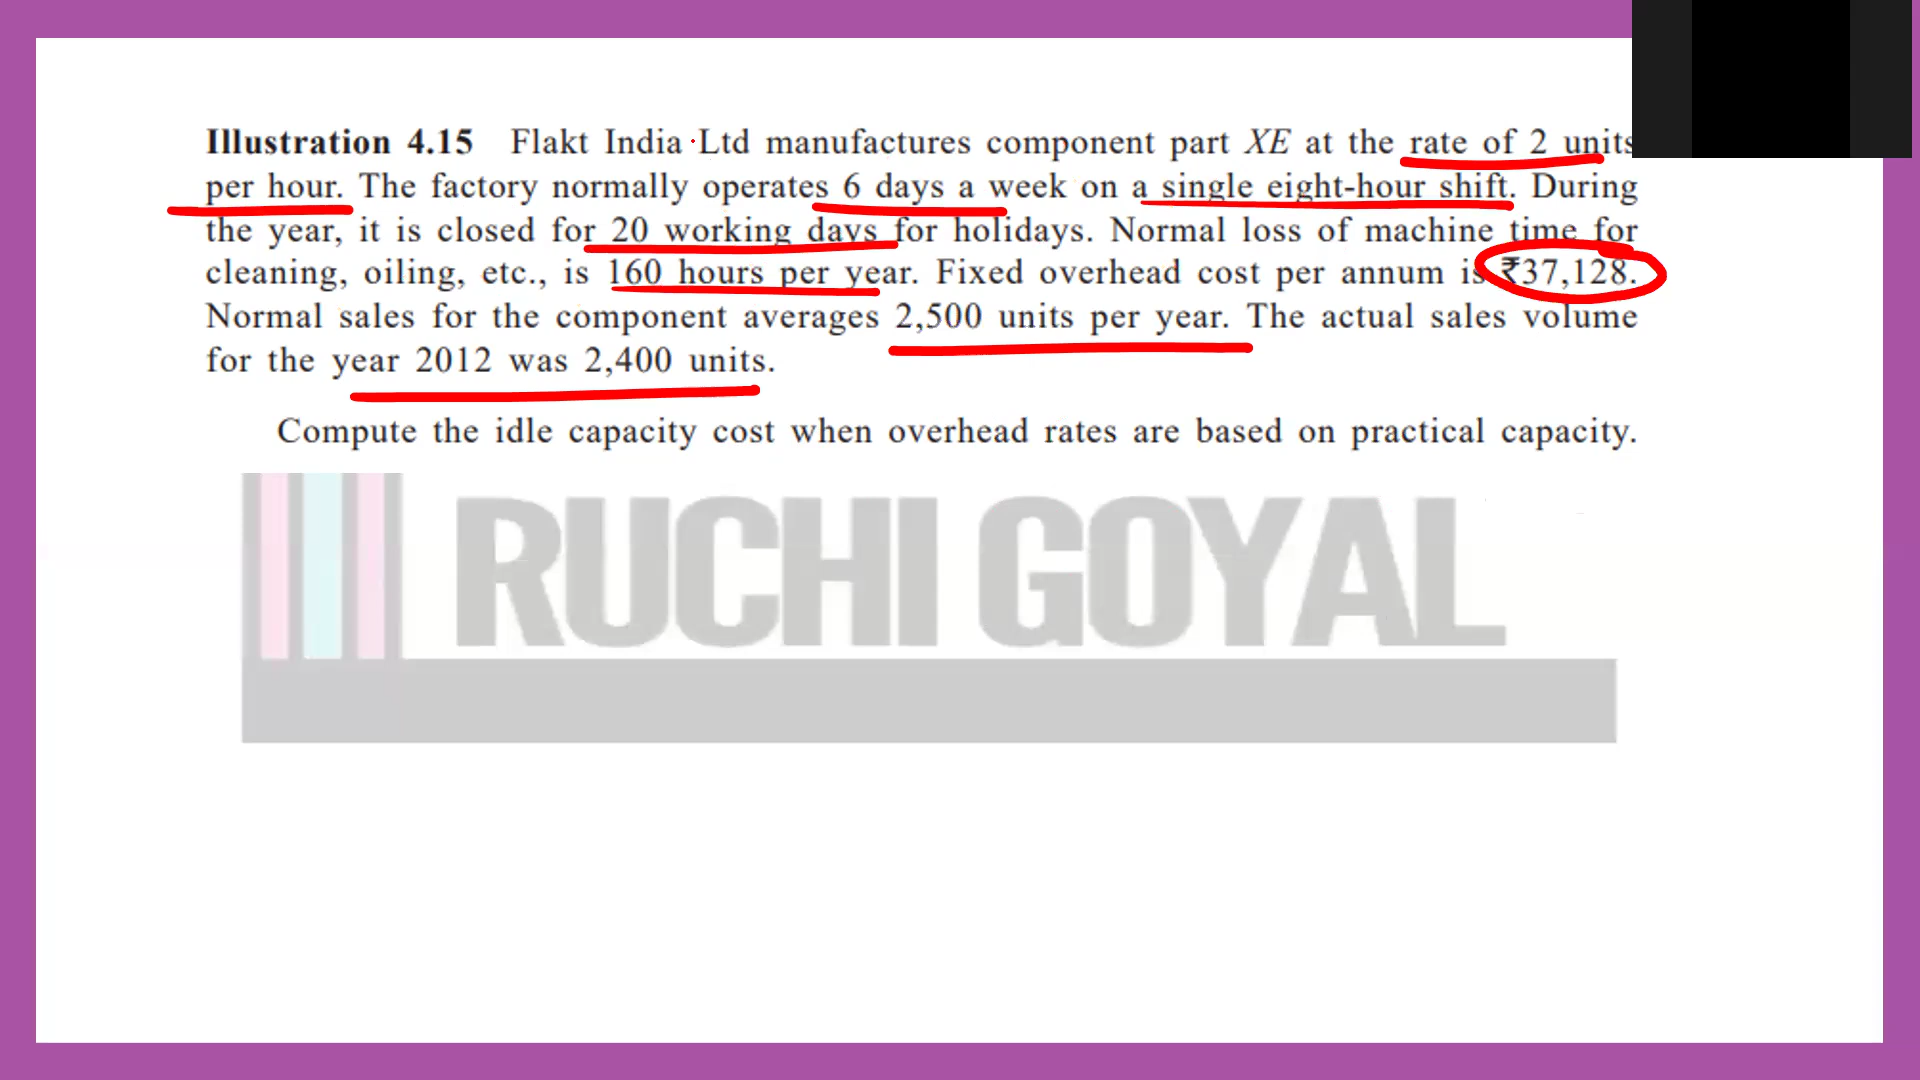 Illustration 4.15 Flakt India Ltd manufactures component part XE at the rate of 2 units
per hour. The factory normally operates 6 days a week on a single eight-hour shift. During
the year, it is closed for 20 working days for holidays. Normal loss of machine time for
cleaning, oiling, etc., is 160 hours per year. Fixed overhead cost per annum is ₹37,128.
Normal sales for the component averages 2,500 units per year. The actual sales volume
for the year 2012 was 2,400 units.
Compute the idle capacity cost when overhead rates are based on practical capacity.
RUCHI GOYAL